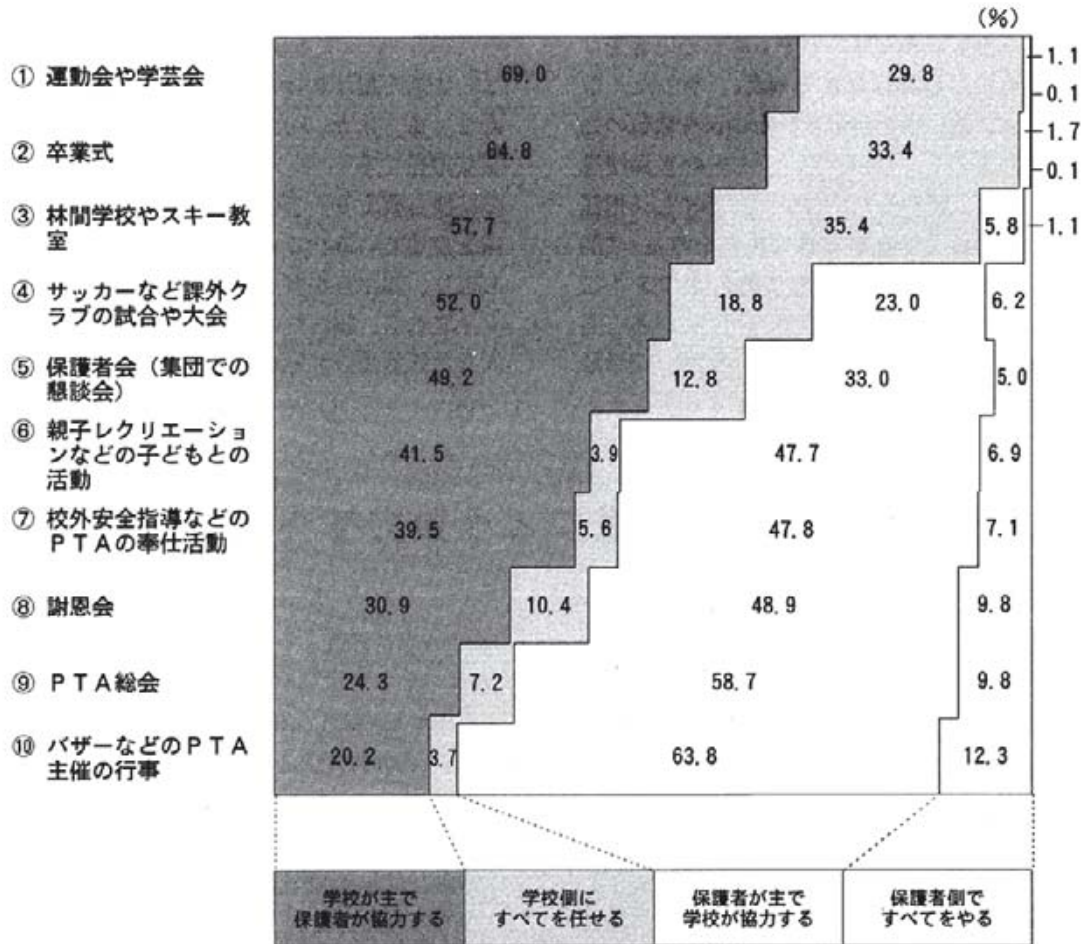 (%)
① 運動会や学芸会
69.0
29.8
1.1
0.1
② 卒業式
64.8
33.4
1.7
0.1
③ 林間学校やスキー教
室
57.7
35.4
5.8
1.1
④ サッカーなど課外ク
ラブの試合や大会
52.0
18.8
23.0
6.2
⑤ 保護者会（集団での
懇談会）
49.2
12.8
33.0
5.0
⑥ 親子レクリエーショ
ンなどの子どもとの
活動
41.5
3.9
47.7
6.9
⑦ 校外安全指導などの
ＰＴＡの奉仕活動
39.5
5.6
47.8
7.1
⑧ 謝恩会
30.9
10.4
48.9
9.8
⑨ ＰＴＡ総会
24.3
7.2
58.7
9.8
⑩ バザーなどのＰＴＡ
主催の行事
20.2
3.7
63.8
12.3
学校が主で
保護者が協力する
学校側に
すべてを任せる
保護者が主で
学校が協力する
保護者側で
すべてをやる